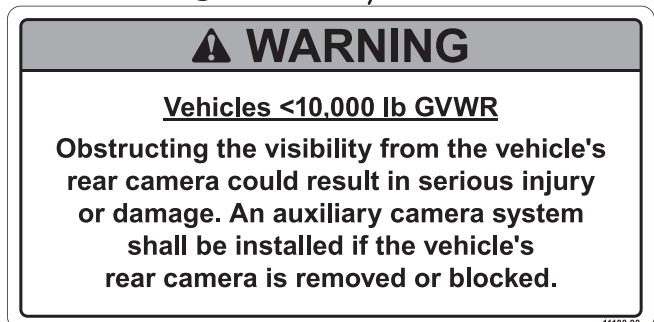 WARNING
Vehicles <10,000 lb GVWR
Obstructing the visibility from the vehicle's
rear camera could result in serious injury
or damage. An auxiliary camera system
shall be installed if the vehicle's
rear camera is removed or blocked.